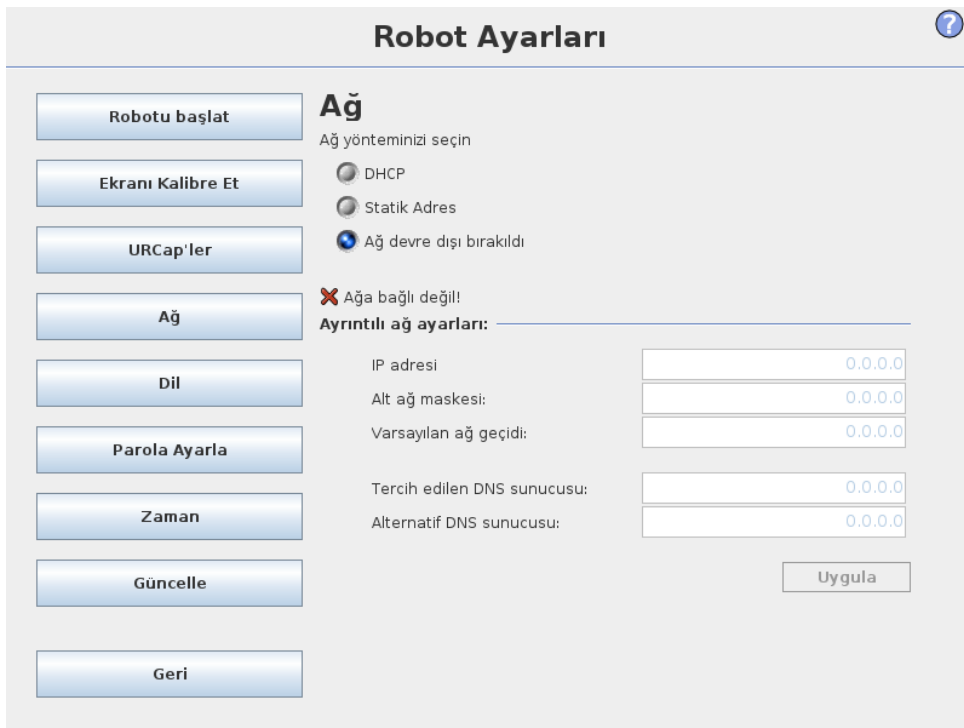 Robot Ayarları
?
Robotu başlat
Ekranı Kalibre Et
URCap'ler
Ağ
Dil
Parola Ayarla
Zaman
Güncelle
Geri
Ağ
Ağ yönteminizi seçin
DHCP
Statik Adres
Ağ devre dışı bırakıldı
Ağa bağlı değil!
Ayrıntılı ağ ayarları:
IP adresi 0.0.0.0
Alt ağ maskesi: 0.0.0.0
Varsayılan ağ geçidi: 0.0.0.0
Tercih edilen DNS sunucusu: 0.0.0.0
Alternatif DNS sunucusu: 0.0.0.0
Uygula